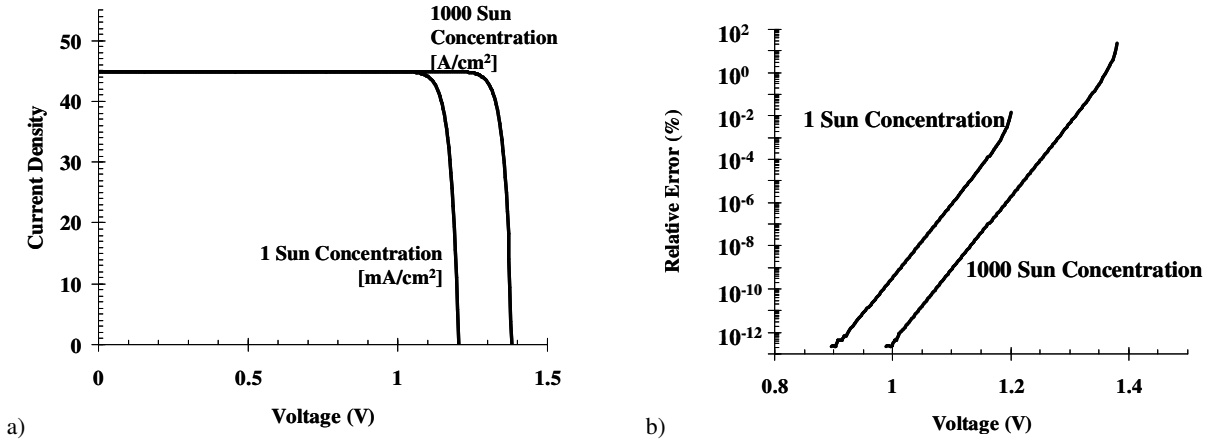 1000 Sun
Concentration
[A/cm²]
50
40
30
20
10
0
Current Density
1 Sun Concentration
[mA/cm²]
0
0.5
1
1.5
Voltage (V)
a)
10²
10⁰
10⁻²
10⁻⁴
10⁻⁶
10⁻⁸
10⁻¹⁰
10⁻¹²
Relative Error (%)
1 Sun Concentration
1000 Sun Concentration
0.8
1
1.2
1.4
Voltage (V)
b)